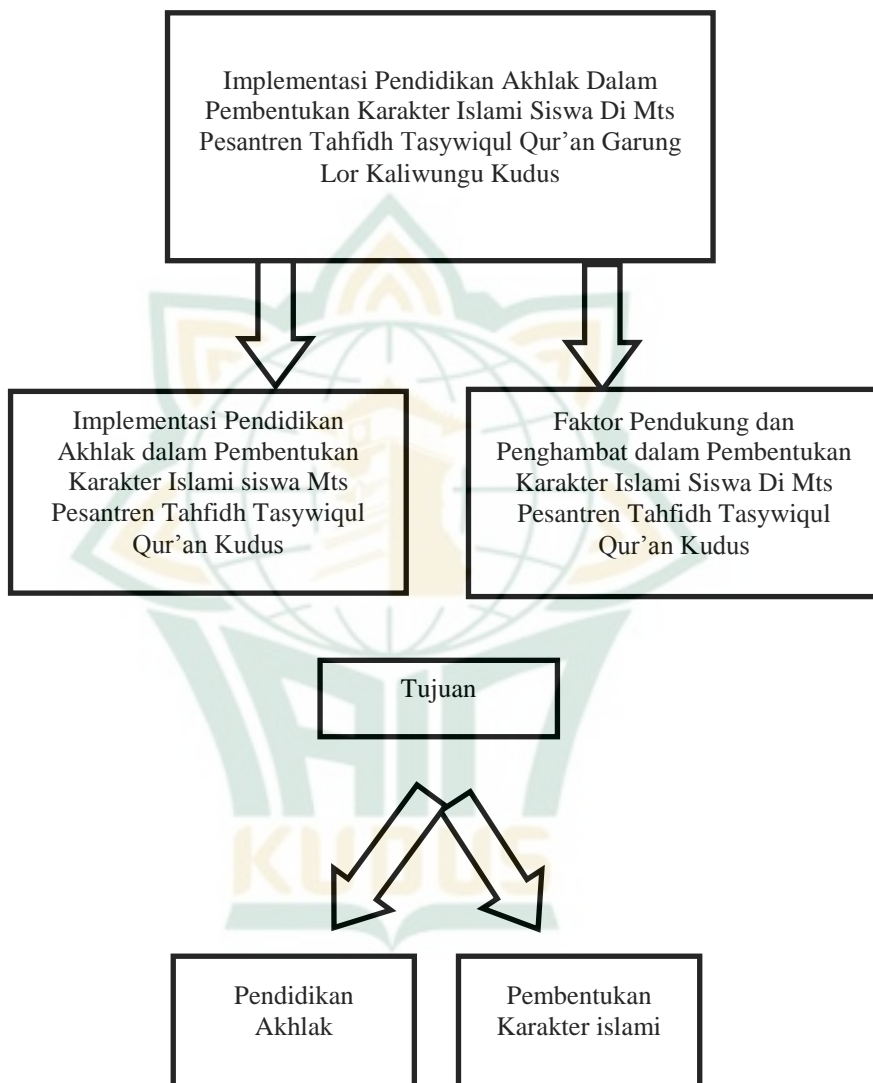 Implementasi Pendidikan Akhlak Dalam
Pembentukan Karakter Islami Siswa Di Mts
Pesantren Tahfidh Tasywiqul Qur’an Garung
Lor Kaliwungu Kudus
Implementasi Pendidikan
Akhlak dalam Pembentukan
Karakter Islami siswa Mts
Pesantren Tahfidh Tasywiqul
Qur’an Kudus
Faktor Pendukung dan
Penghambat dalam Pembentukan
Karakter Islami Siswa Di Mts
Pesantren Tahfidh Tasywiqul
Qur’an Kudus
Tujuan
IAIN
KUDUS
Pendidikan
Akhlak
Pembentukan
Karakter islami